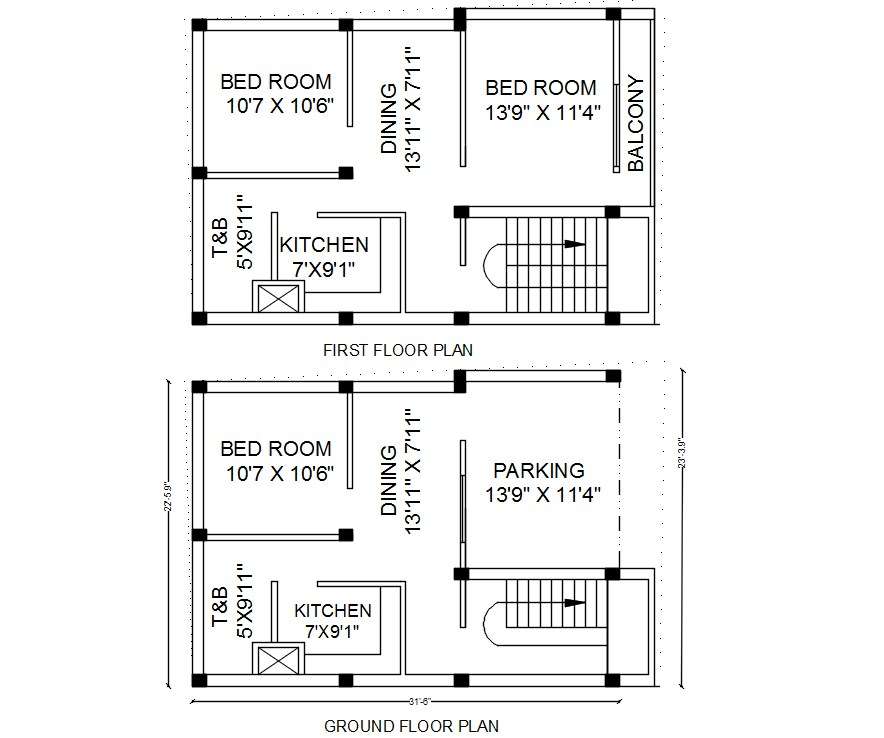 BED ROOM
10'7 X 10'6"
DINING
13'11" X 7'11"
BED ROOM
13'9" X 11'4"
BALCONY
T&B
5'X9'11"
KITCHEN
7'X9'1"
FIRST FLOOR PLAN
BED ROOM
10'7 X 10'6"
DINING
13'11" X 7'11"
PARKING
13'9" X 11'4"
22'-5.9"
23'-3.9"
T&B
5'X9'11"
KITCHEN
7'X9'1"
31'-6"
GROUND FLOOR PLAN